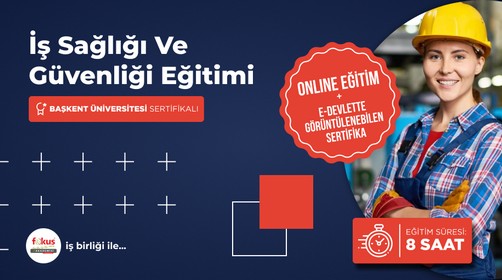 İş Sağlığı Ve
Güvenliği Eğitimi
BAŞKENT ÜNİVERSİTESİ SERTİFİKALI
ONLINE EĞİTİM
+
E-DEVLETTE
GÖRÜNTÜLENEBİLEN
SERTİFİKA
EĞİTİM SÜRESİ:
8 SAAT
fokus
iş birliği ile...